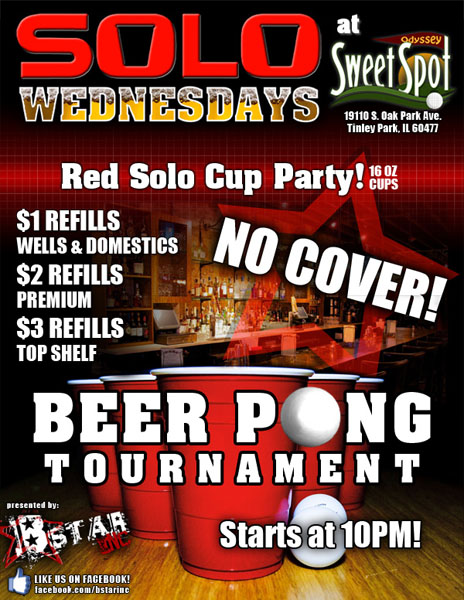 SOLO
WEDNESDAYS
at
Odyssey
Sweet Spot
19110 S. Oak Park Ave.
Tinley Park, IL 60477
Red Solo Cup Party! 16 OZ CUPS
$1 REFILLS
WELLS & DOMESTICS
$2 REFILLS
PREMIUM
$3 REFILLS
TOP SHELF
NO COVER!
BEER PONG
TOURNAMENT
presented by:
BSTAR
INC
Starts at 10PM!
LIKE US ON FACEBOOK!
facebook.com/bstarinc